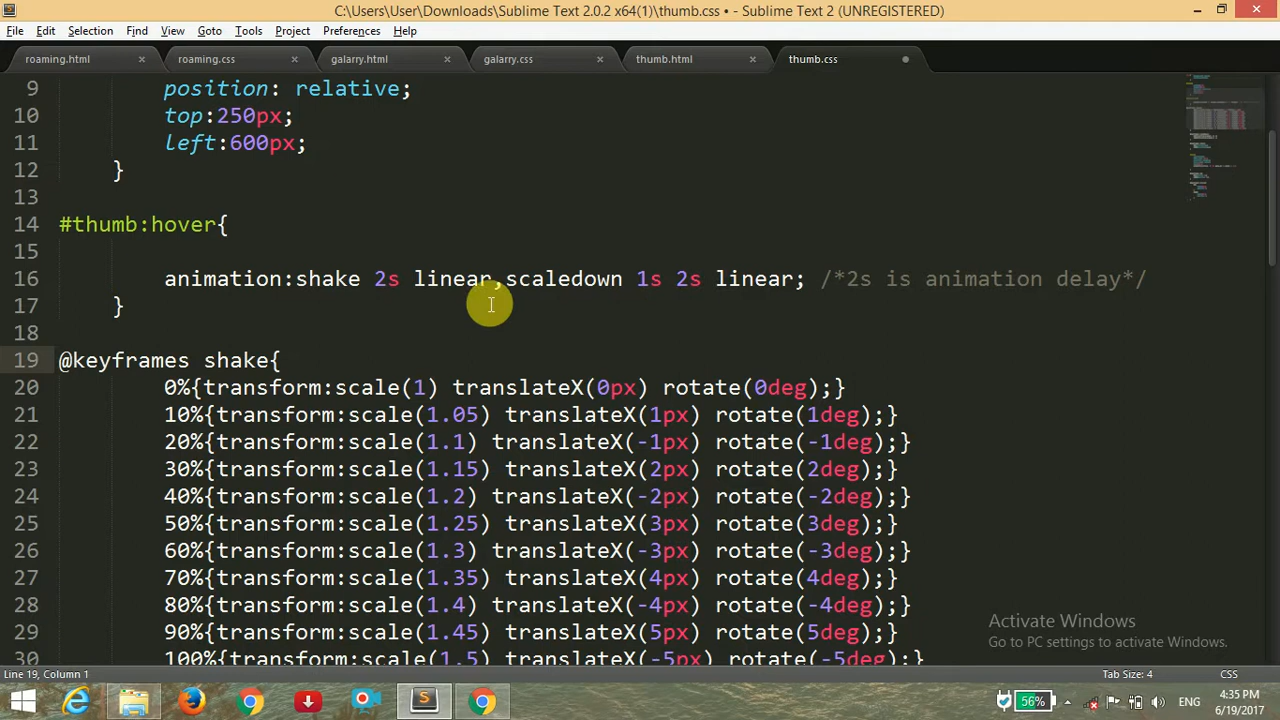 C:\Users\User\Downloads\Sublime Text 2.0.2 x64(1)\thumb.css • - Sublime Text 2 (UNREGISTERED)
File Edit Selection Find View Goto Tools Project Preferences Help
roaming.html roaming.css galarry.html galarry.css thumb.html thumb.css
9 position: relative;
10 top:250px;
11 left:600px;
12 }
13
14 #thumb:hover{
15
16 animation:shake 2s linear,scaledown 1s 2s linear; /*2s is animation delay*/
17 }
18
19 @keyframes shake{
20 0%{transform:scale(1) translateX(0px) rotate(0deg);}
21 10%{transform:scale(1.05) translateX(1px) rotate(1deg);}
22 20%{transform:scale(1.1) translateX(-1px) rotate(-1deg);}
23 30%{transform:scale(1.15) translateX(2px) rotate(2deg);}
24 40%{transform:scale(1.2) translateX(-2px) rotate(-2deg);}
25 50%{transform:scale(1.25) translateX(3px) rotate(3deg);}
26 60%{transform:scale(1.3) translateX(-3px) rotate(-3deg);}
27 70%{transform:scale(1.35) translateX(4px) rotate(4deg);}
28 80%{transform:scale(1.4) translateX(-4px) rotate(-4deg);}
29 90%{transform:scale(1.45) translateX(5px) rotate(5deg);}
30 100%{transform:scale(1.5) translateX(-5px) rotate(-5deg);}
Activate Windows
Go to PC settings to activate Windows.
Line 19, Column 1 Tab Size: 4 CSS
56% ENG 4:35 PM
6/19/2017